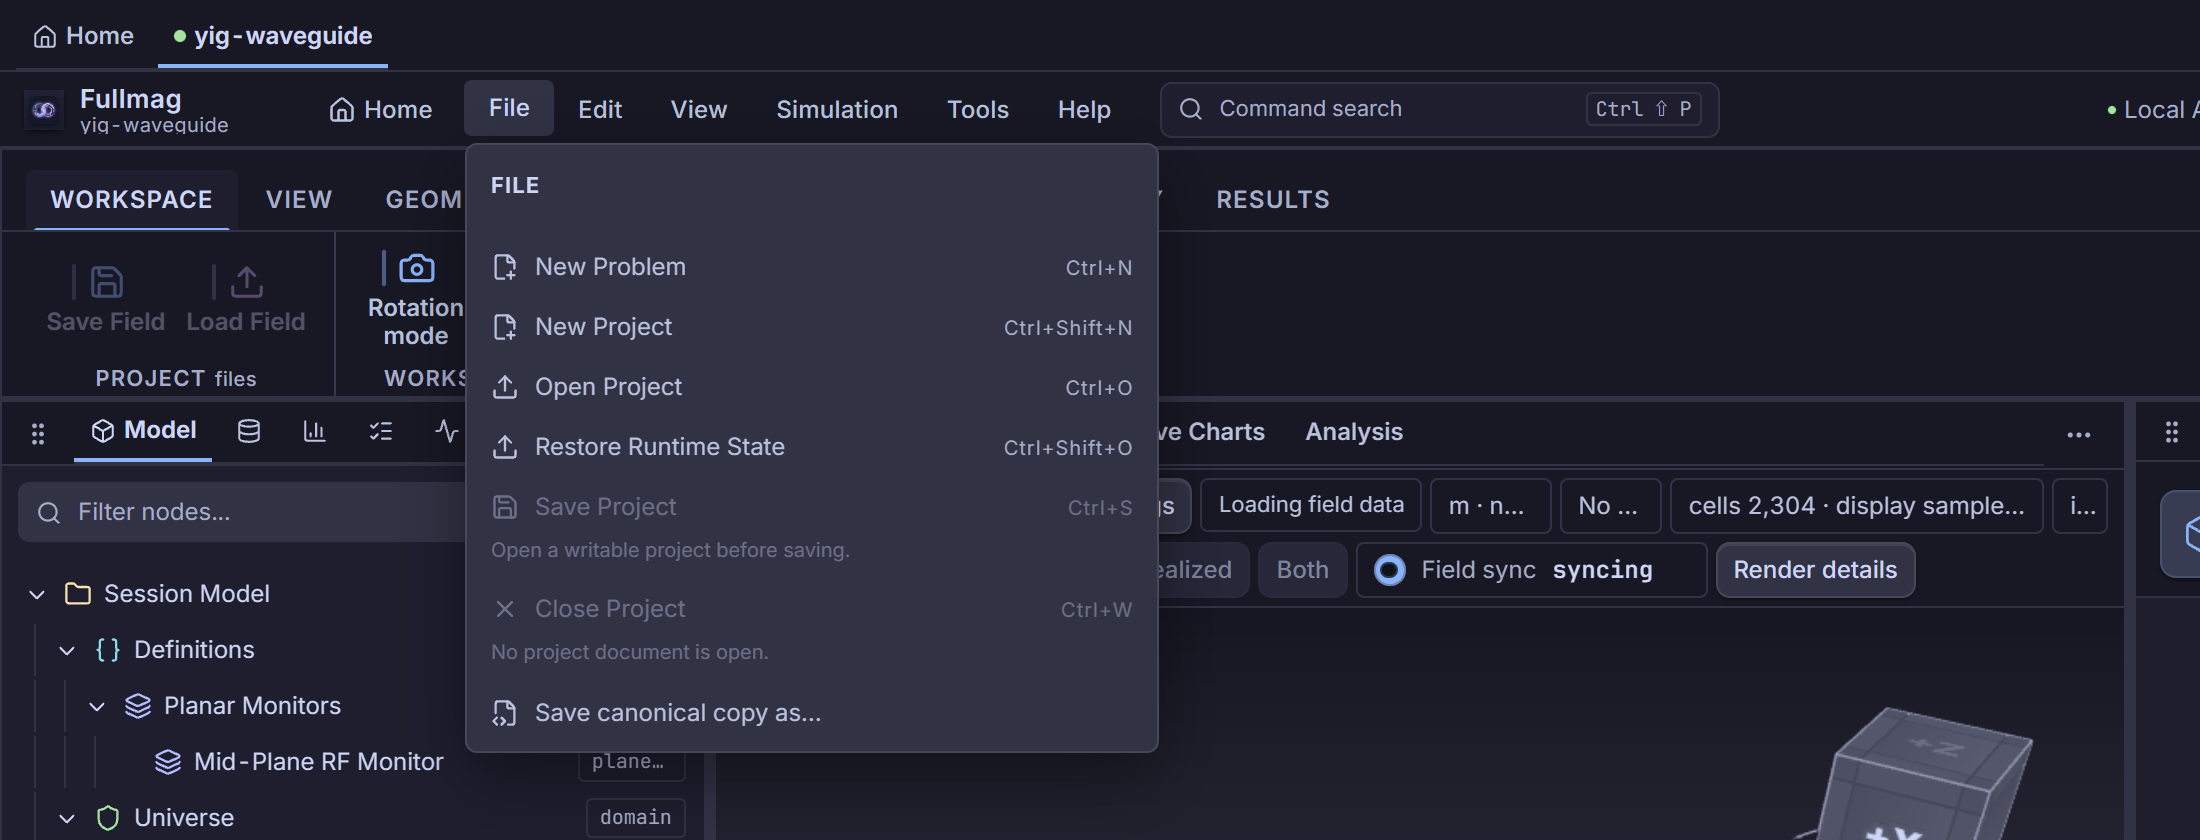 Home
yig-waveguide
Fullmag
yig-waveguide
Home File Edit View Simulation Tools Help
Command search Ctrl ⇧ P
Local
WORKSPACE VIEW GEOM RESULTS
FILE
New Problem Ctrl+N
New Project Ctrl+Shift+N
Open Project Ctrl+O
Restore Runtime State Ctrl+Shift+O
Save Project Ctrl+S
Open a writable project before saving.
Close Project Ctrl+W
No project document is open.
Save canonical copy as...
Save Field Load Field
Rotation
mode
PROJECT files
WORKS
Model
ve Charts Analysis
Filter nodes...
gs Loading field data m · n... No ... cells 2,304 · display sample... i...
ealized Both Field sync syncing Render details
Session Model
Definitions
Planar Monitors
Mid-Plane RF Monitor plane…
Universe domain
+Z
+X